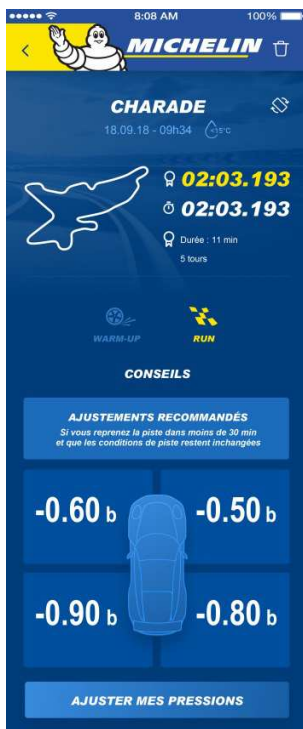 8:08 AM
100%
MICHELIN
CHARADE
18.09.18 - 09h34 <15°C
02:03.193
02:03.193
Durée : 11 min
5 tours
WARM-UP
RUN
CONSEILS
AJUSTEMENTS RECOMMANDÉS
Si vous reprenez la piste dans moins de 30 min
et que les conditions de piste restent inchangées
-0.60 b
-0.50 b
-0.90 b
-0.80 b
AJUSTER MES PRESSIONS